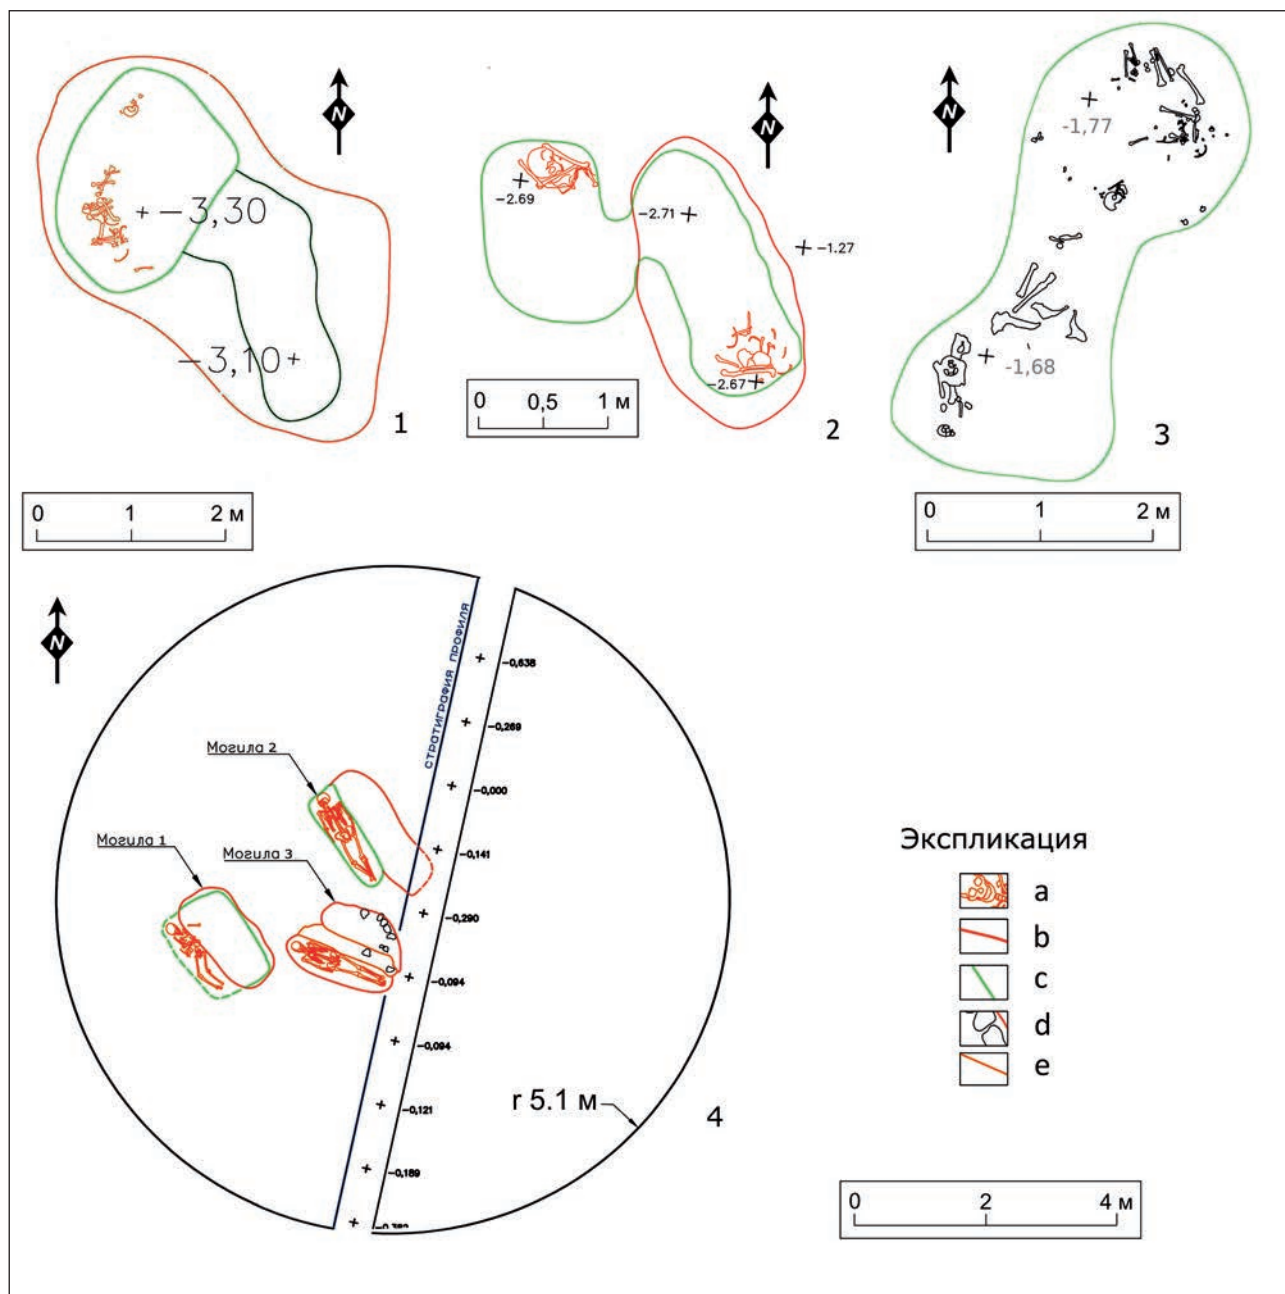 N
-3,30
-3,10
1
0 1 2 м
N
-2.69
-2.71
-1.27
-2.67
0 0,5 1 м
2
N
-1,77
-1,68
3
0 1 2 м
N
СТРАТИГРАФИЯ ПРОФИЛЯ
-0,638
-0,269
-0,000
-0,141
-0,290
-0,094
-0,094
-0,121
-0,189
Могила 2
Могила 1
Могила 3
r 5.1 м
4
Экспликация
a
b
c
d
e
0 2 4 м